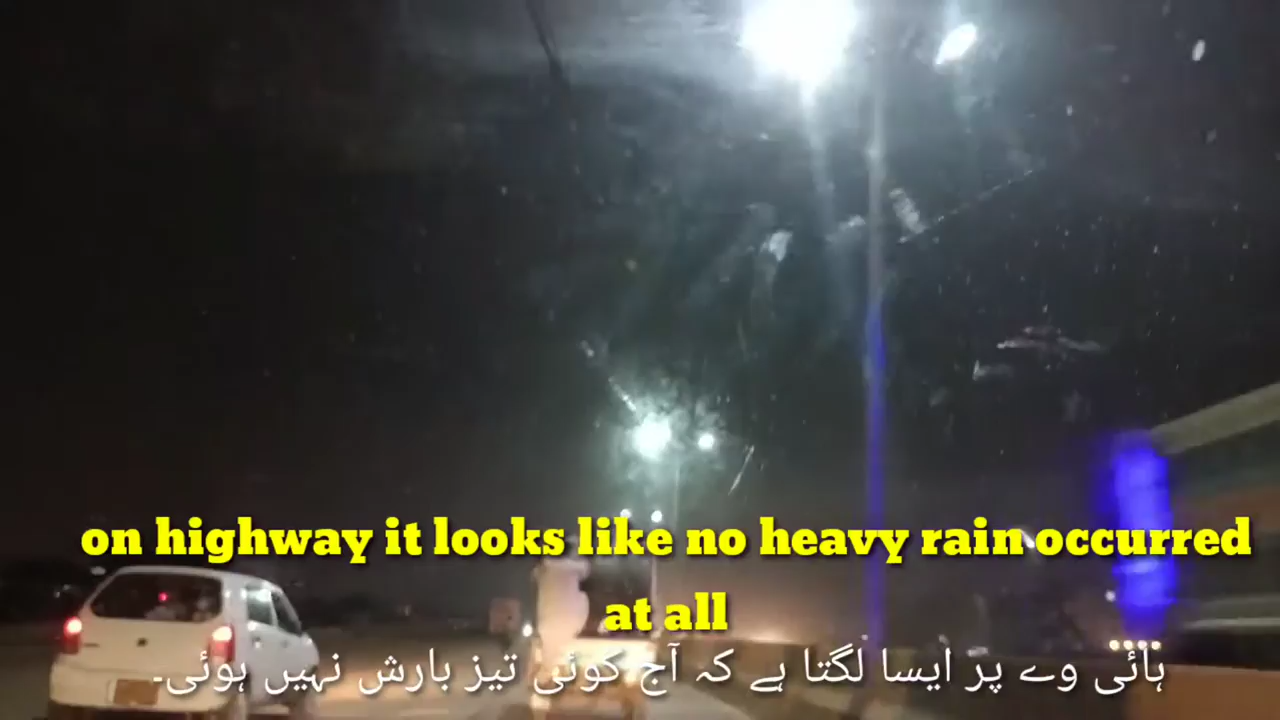 on highway it looks like no heavy rain occurred
at all
ہائی وے پر ایسا لگتا ہے کہ آج کوئی تیز بارش نہیں ہوئی۔